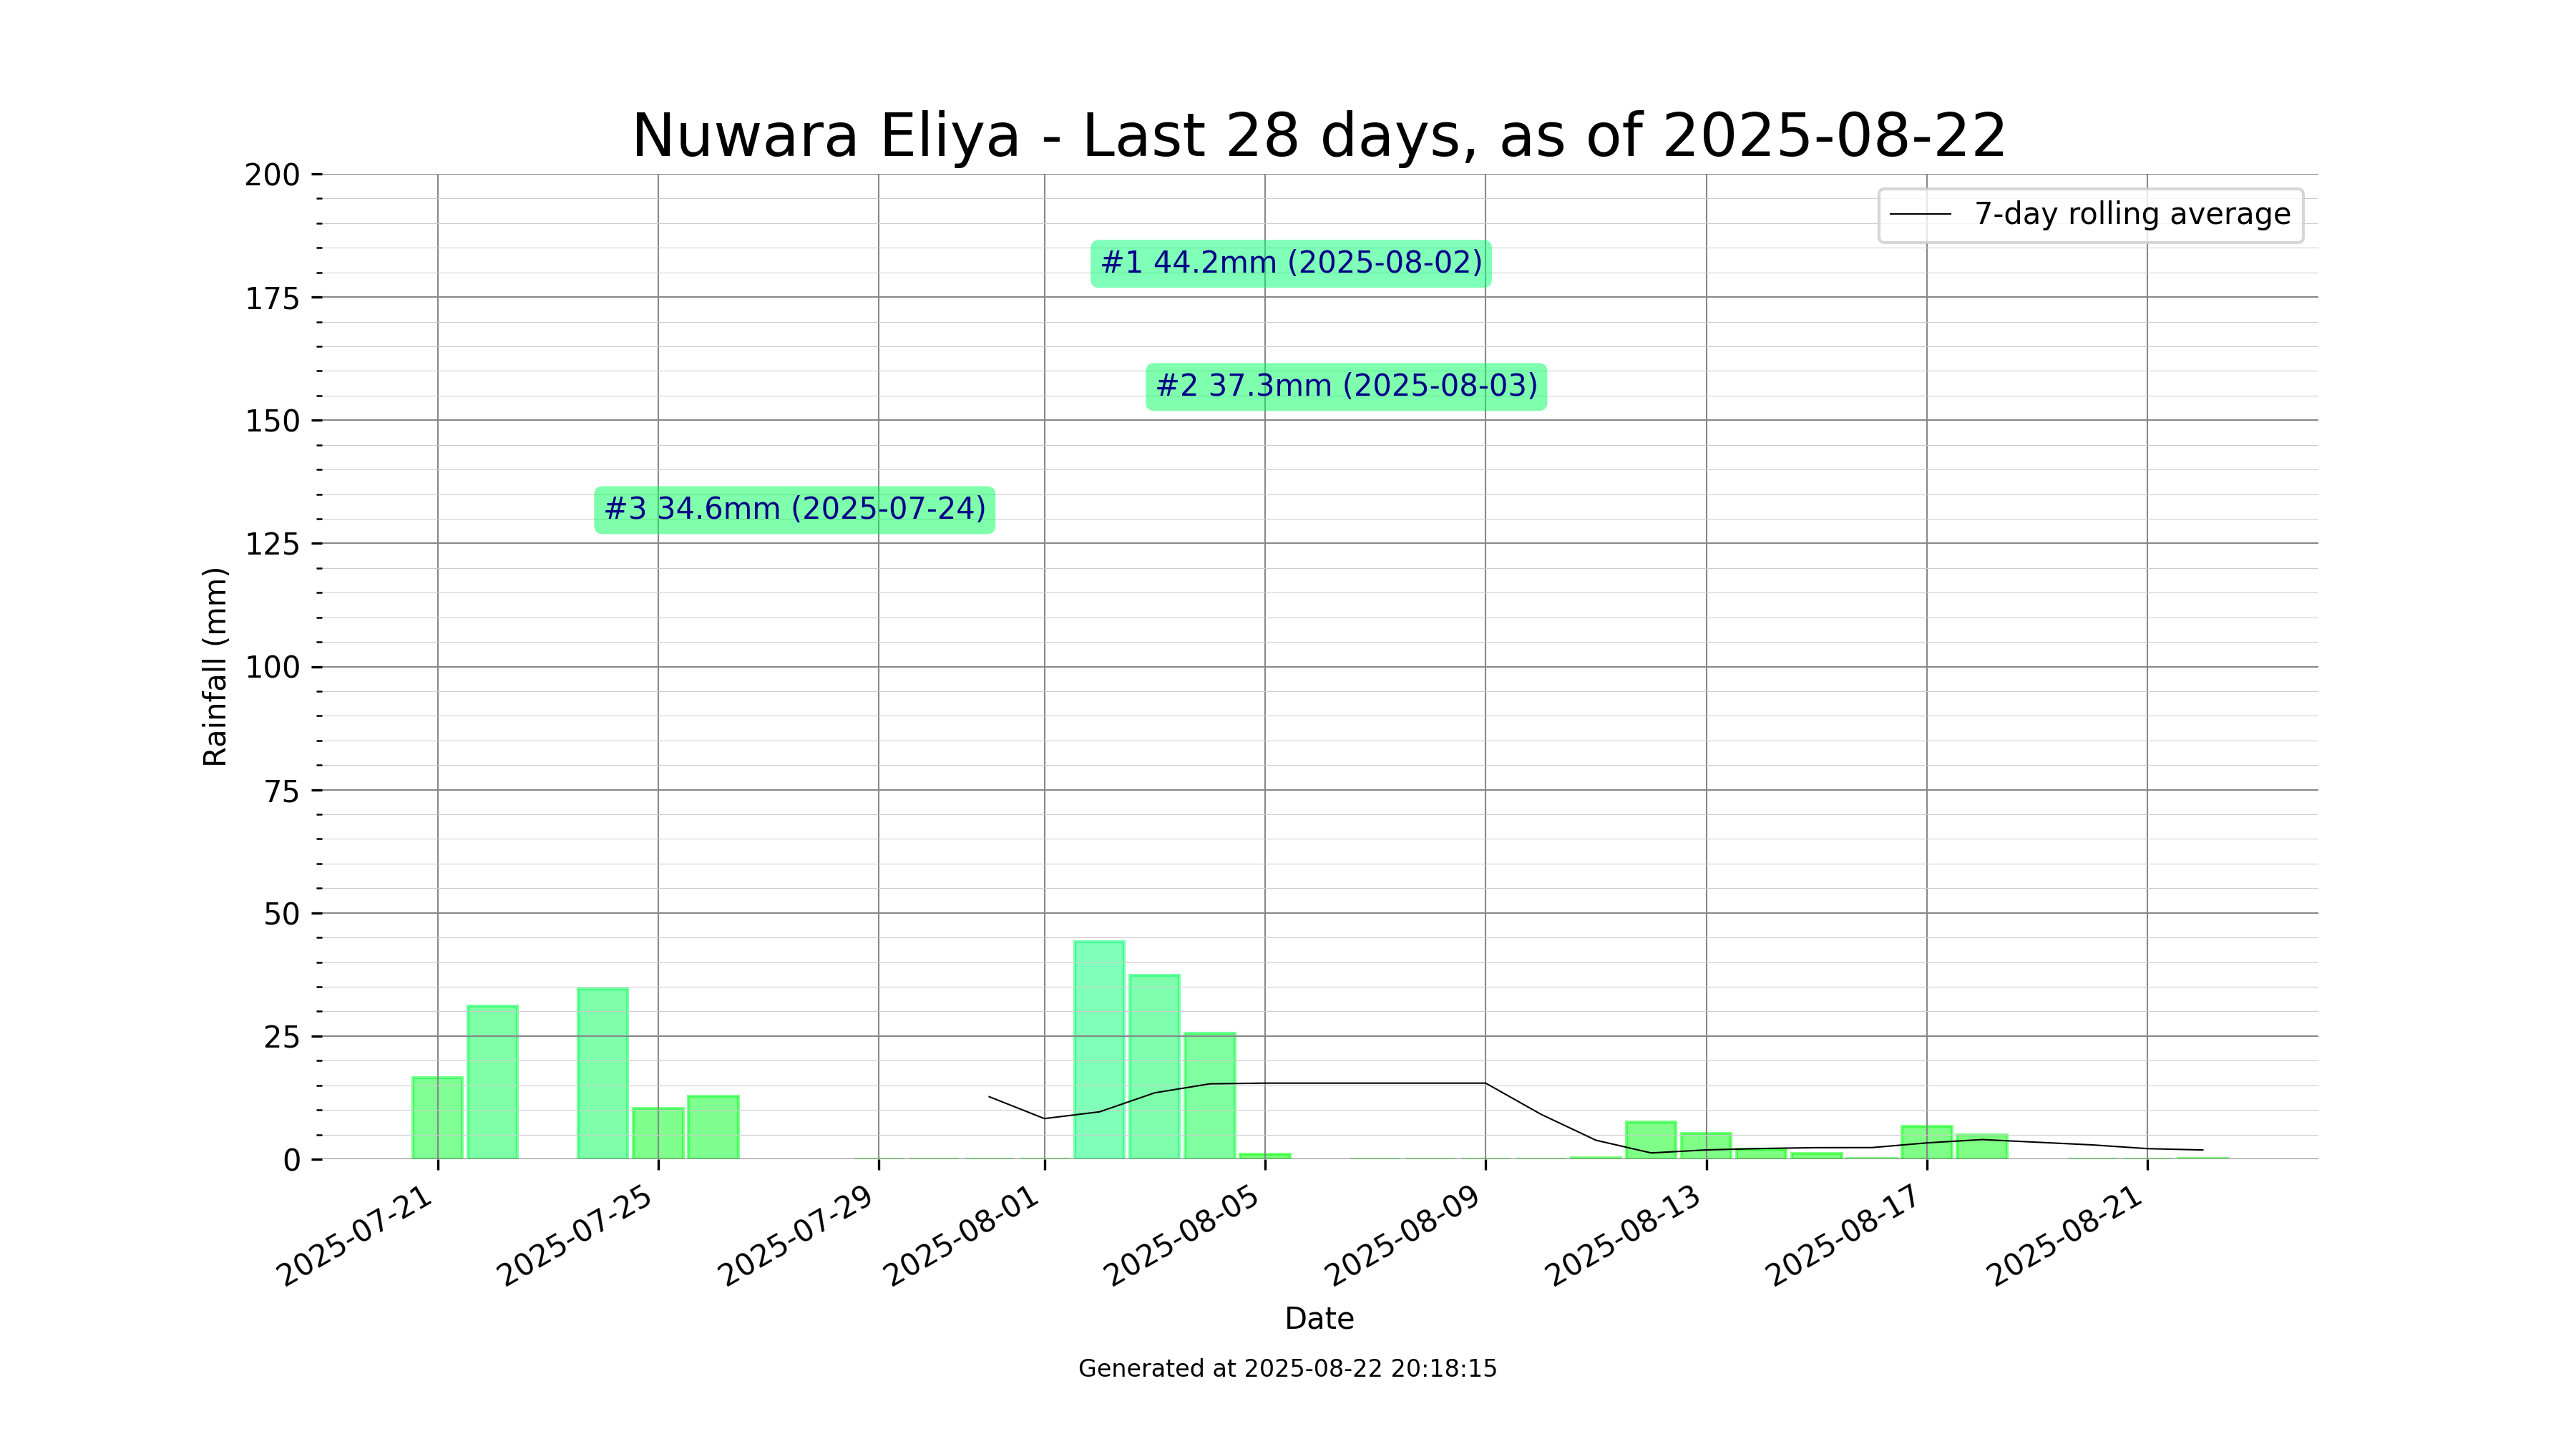 Nuwara Eliya - Last 28 days, as of 2025-08-22
7-day rolling average
#1 44.2mm (2025-08-02)
#2 37.3mm (2025-08-03)
#3 34.6mm (2025-07-24)
Rainfall (mm)
200
175
150
125
100
75
50
25
0
2025-07-21
2025-07-25
2025-07-29
2025-08-01
2025-08-05
2025-08-09
2025-08-13
2025-08-17
2025-08-21
Date
Generated at 2025-08-22 20:18:15